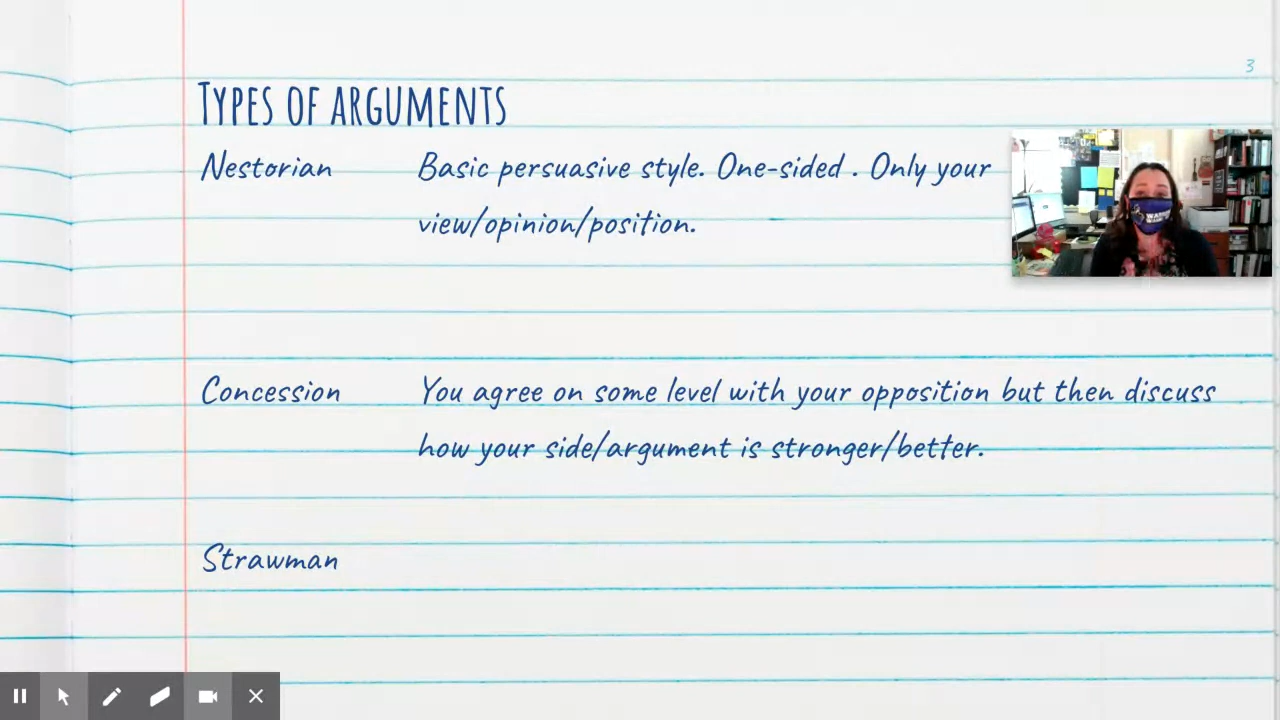 3
Types of arguments
Nestorian Basic persuasive style. One-sided . Only your
view/opinion/position.
Concession You agree on some level with your opposition but then discuss
how your side/argument is stronger/better.
Strawman